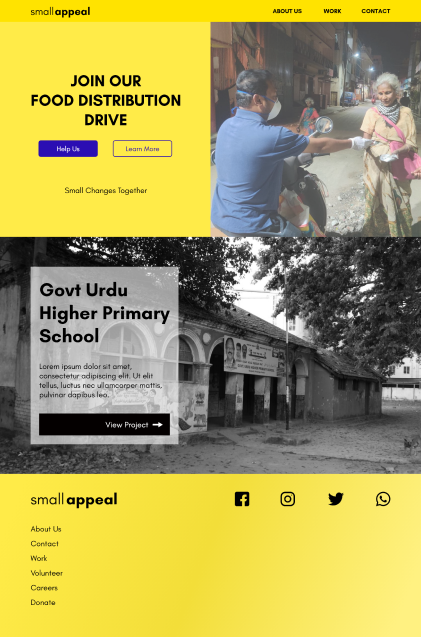 smallappeal
ABOUT US WORK CONTACT
JOIN OUR
FOOD DISTRIBUTION
DRIVE
Help Us Learn More
Small Changes Together
Govt Urdu
Higher Primary
School
Lorem ipsum dolor sit amet,
consectetur adipiscing elit. Ut elit
tellus, luctus nec ullamcorper mattis,
pulvinar dapibus leo.
View Project
smallappeal
About Us
Contact
Work
Volunteer
Careers
Donate